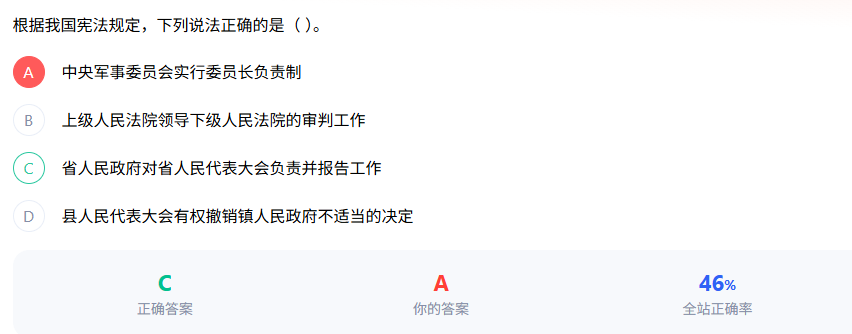 根据我国宪法规定，下列说法正确的是（ ）。
A 中央军事委员会实行委员长负责制
B 上级人民法院领导下级人民法院的审判工作
C 省人民政府对省人民代表大会负责并报告工作
D 县人民代表大会有权撤销镇人民政府不适当的决定
C A 46%
正确答案 你的答案 全站正确率